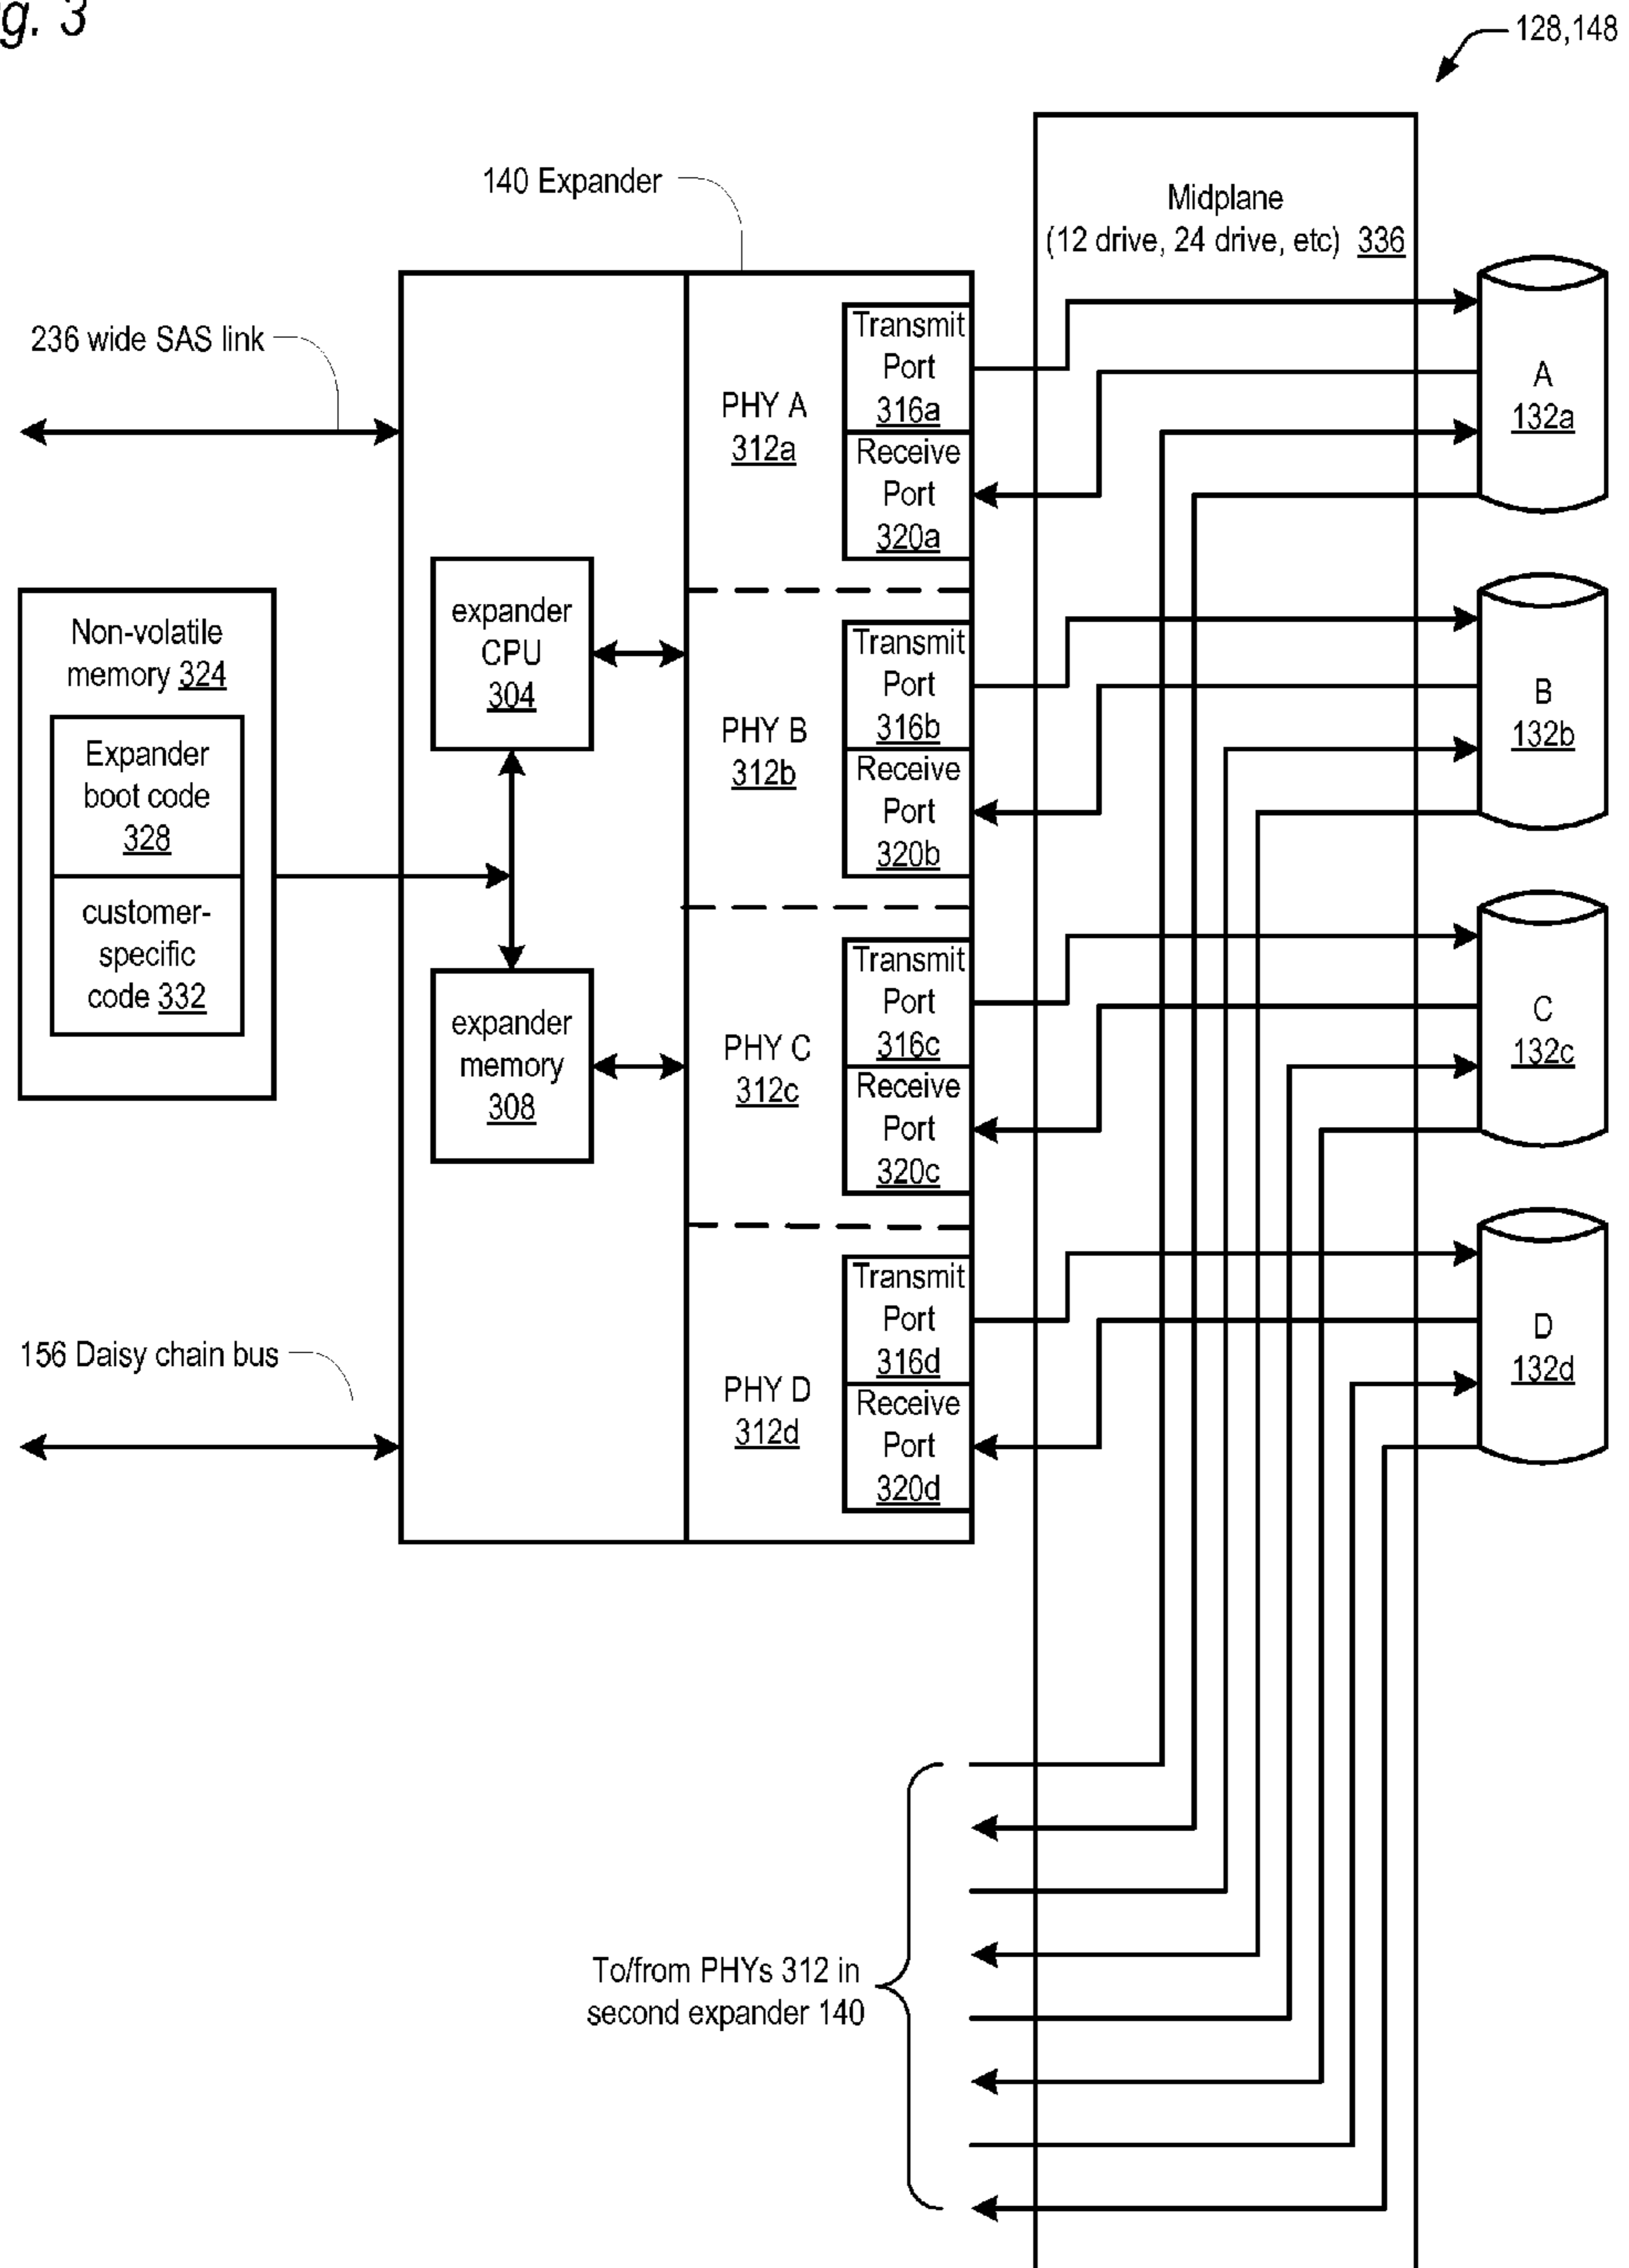 g. 3
128,148
140 Expander
Midplane
(12 drive, 24 drive, etc) 336
236 wide SAS link
Transmit
Port
316a
Receive
Port
320a
PHY A
312a
A
132a
Non-volatile
memory 324
Expander
boot code
328
customer-
specific
code 332
expander
CPU
304
expander
memory
308
PHY B
312b
Transmit
Port
316b
Receive
Port
320b
B
132b
PHY C
312c
Transmit
Port
316c
Receive
Port
320c
C
132c
156 Daisy chain bus
PHY D
312d
Transmit
Port
316d
Receive
Port
320d
D
132d
To/from PHYs 312 in
second expander 140